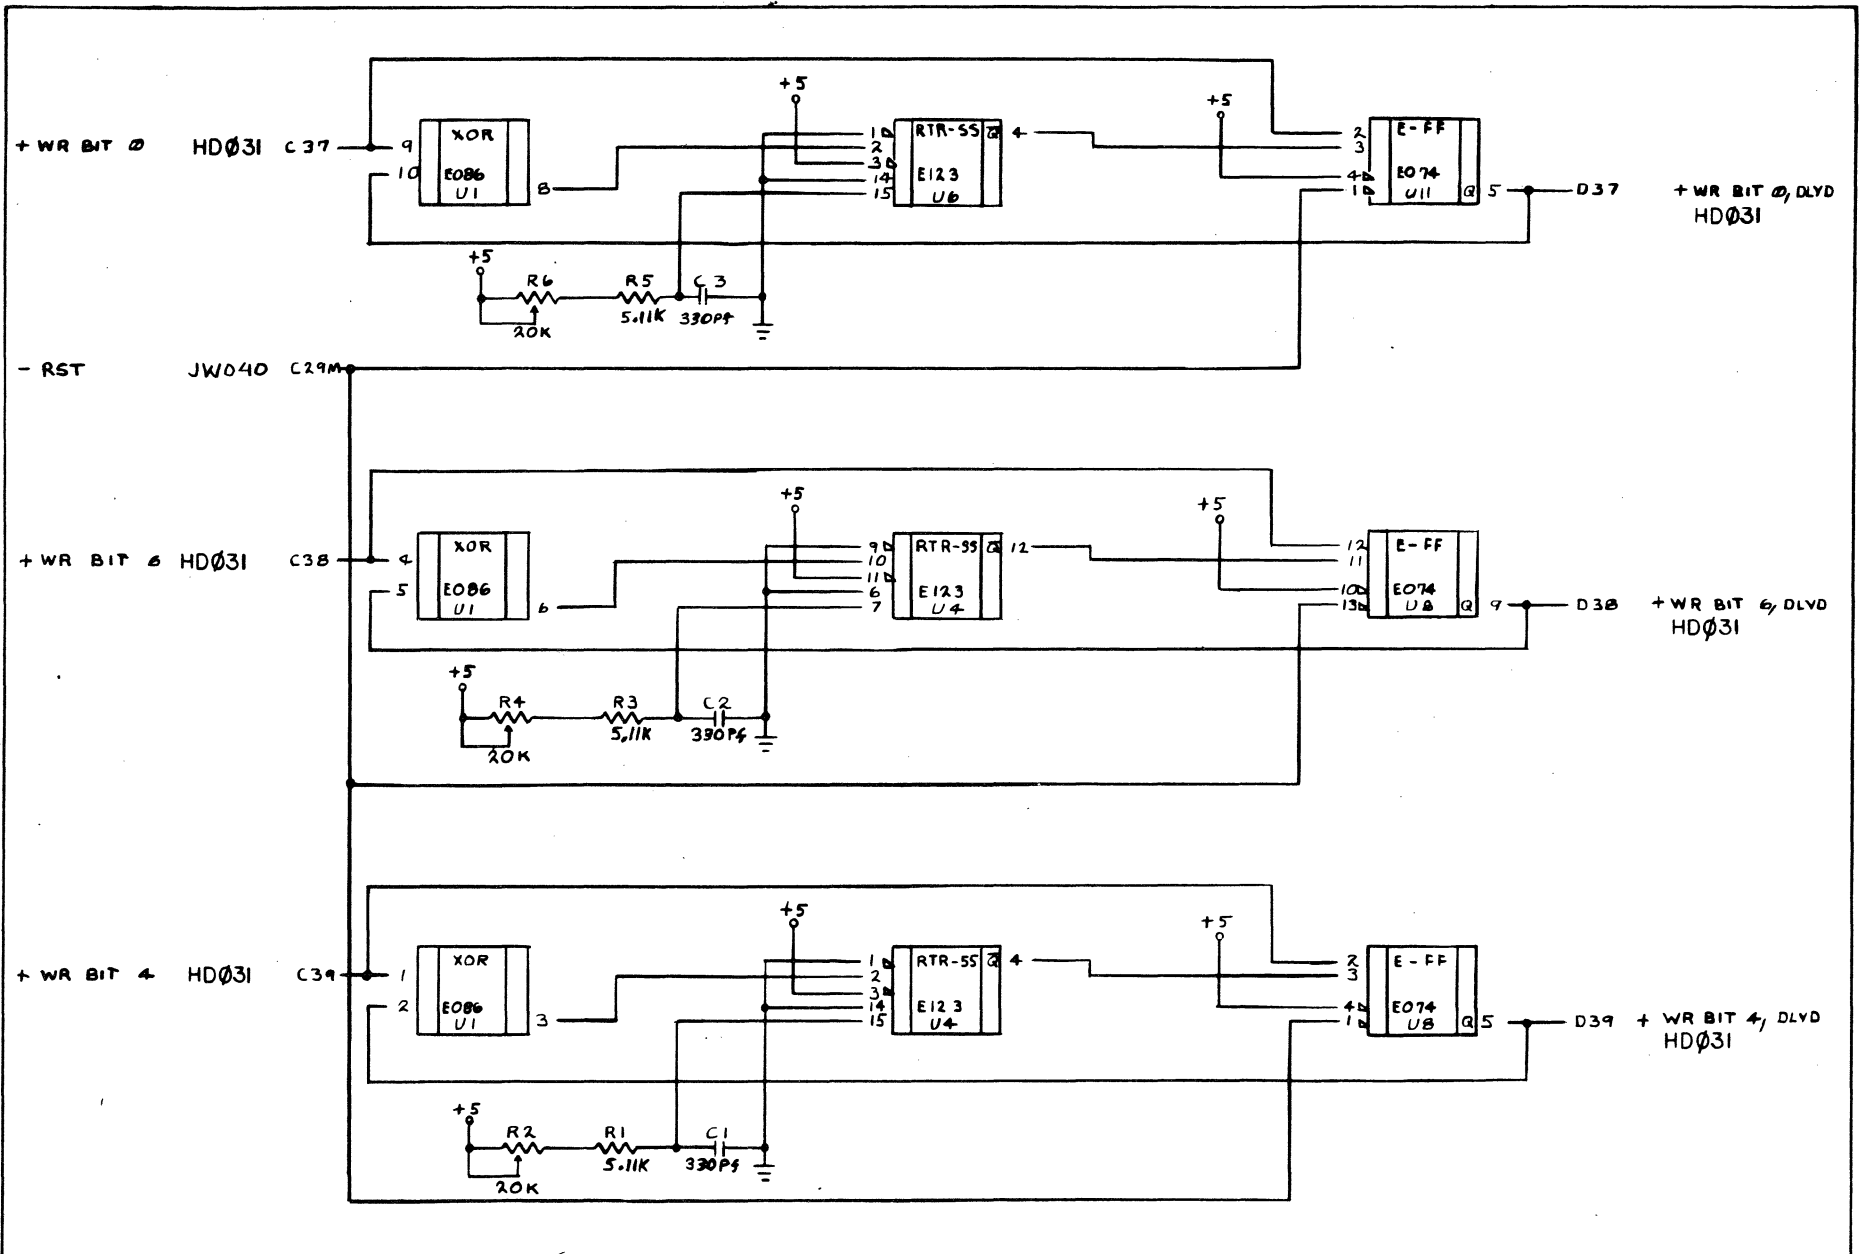 +5
+5
+ WR BIT Ø HDØ31 C37
9 XOR
10 E086
U1 8
1 RTR-SS Q̅ 4
2
3
14 E123
15 U6
2 E-FF
3
4 E074
1 U11 Q 5
D37 + WR BIT Ø, DLYD
HDØ31
+5
R6 R5 C3
20K 5.11K 330Pf
- RST JW040 C29M
+5
+5
+ WR BIT 6 HDØ31 C38
4 XOR
5 E086
U1 6
9 RTR-SS Q̅ 12
10
11
6 E123
7 U4
12 E-FF
11
10 E074
13 U8 Q 9
D38 + WR BIT 6, DLYD
HDØ31
+5
R4 R3 C2
20K 5.11K 330Pf
+5
+5
+ WR BIT 4 HDØ31 C39
1 XOR
2 E086
U1 3
1 RTR-SS Q̅ 4
2
3
14 E123
15 U4
2 E-FF
3
4 E074
1 U8 Q 5
D39 + WR BIT 4, DLYD
HDØ31
+5
R2 R1 C1
20K 5.11K 330Pf